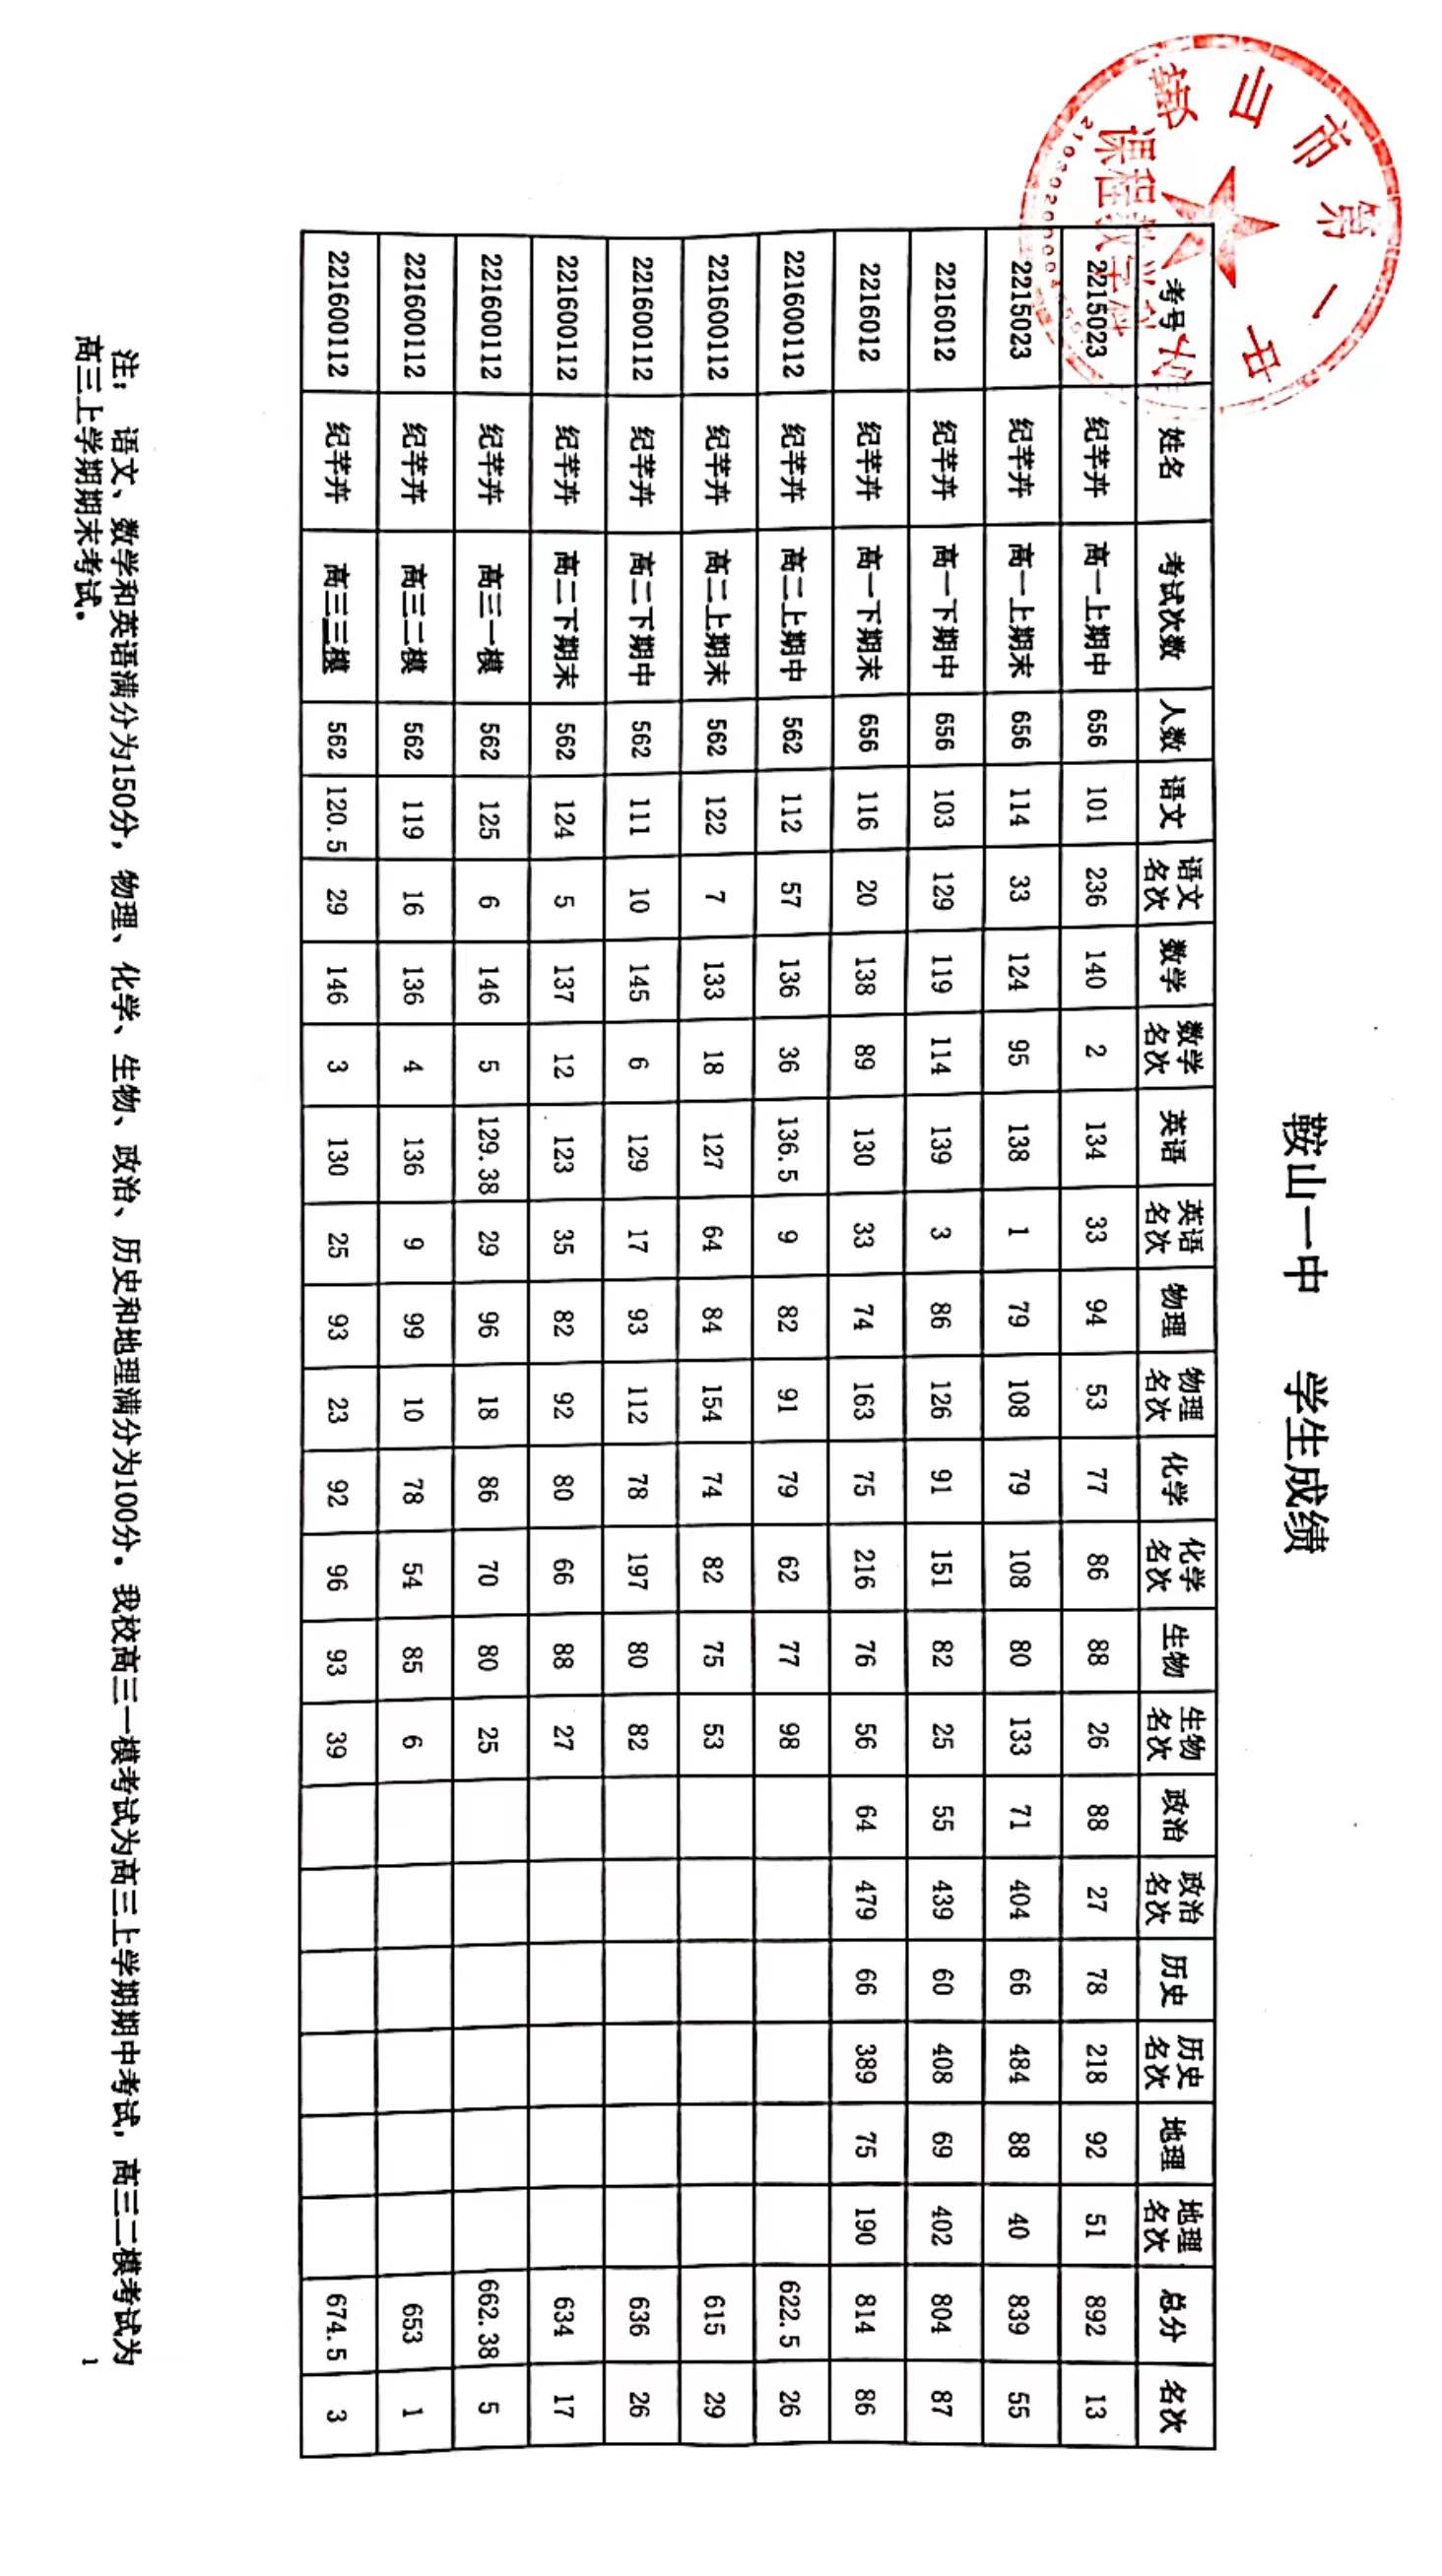 鞍山市第一中
课程教学
鞍山一中 学生成绩
考号 姓名 考试次数 人数 语文 语文名次 数学 数学名次 英语 英语名次 物理 物理名次 化学 化学名次 生物 生物名次 政治 政治名次 历史 历史名次 地理 地理名次 总分 名次
2215023 纪芊卉 高一上期中 656 101 236 140 2 134 33 94 53 77 86 88 26 88 27 78 218 92 51 892 13
2215023 纪芊卉 高一上期末 656 114 33 124 95 138 1 79 108 79 108 80 133 71 404 66 484 88 40 839 55
2216012 纪芊卉 高一下期中 656 103 129 119 114 139 3 86 126 91 151 82 25 55 439 60 408 69 402 804 87
2216012 纪芊卉 高一下期末 656 116 20 138 89 130 33 74 163 75 216 76 56 64 479 66 389 75 190 814 86
221600112 纪芊卉 高二上期中 562 112 57 136 36 136.5 9 82 91 79 62 77 98 622.5 26
221600112 纪芊卉 高二上期末 562 122 7 133 18 127 64 84 154 74 82 75 53 615 29
221600112 纪芊卉 高二下期中 562 111 10 145 6 129 17 93 112 78 197 80 82 636 26
221600112 纪芊卉 高二下期末 562 124 5 137 12 123 35 82 92 80 66 88 27 634 17
221600112 纪芊卉 高三一模 562 125 6 146 5 129.38 29 96 18 86 70 80 25 662.38 5
221600112 纪芊卉 高三二模 562 119 16 136 4 136 9 99 10 78 54 85 6 653 1
221600112 纪芊卉 高三三模 562 120.5 29 146 3 130 25 93 23 92 96 93 39 674.5 3
注：语文、数学和英语满分为150分，物理、化学、生物、政治、历史和地理满分为100分。我校高三一模考试为高三上学期期中考试，高三二模考试为
高三上学期期末考试。
1